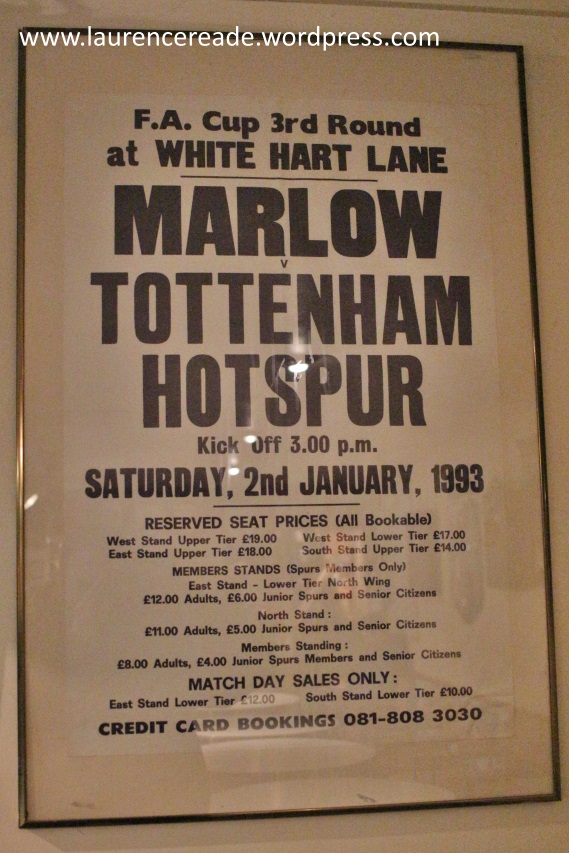 www.laurencereade.wordpress.com
F.A. Cup 3rd Round
at WHITE HART LANE
MARLOW
v
TOTTENHAM
HOTSPUR
Kick Off 3.00 p.m.
SATURDAY, 2nd JANUARY, 1993
RESERVED SEAT PRICES (All Bookable)
West Stand Upper Tier £19.00 West Stand Lower Tier £17.00
East Stand Upper Tier £18.00 South Stand Upper Tier £14.00
MEMBERS STANDS (Spurs Members Only)
East Stand - Lower Tier North Wing
£12.00 Adults, £6.00 Junior Spurs and Senior Citizens
North Stand :
£11.00 Adults, £5.00 Junior Spurs and Senior Citizens
Members Standing :
£8.00 Adults, £4.00 Junior Spurs Members and Senior Citizens
MATCH DAY SALES ONLY :
East Stand Lower Tier £12.00 South Stand Lower Tier £10.00
CREDIT CARD BOOKINGS 081-808 3030